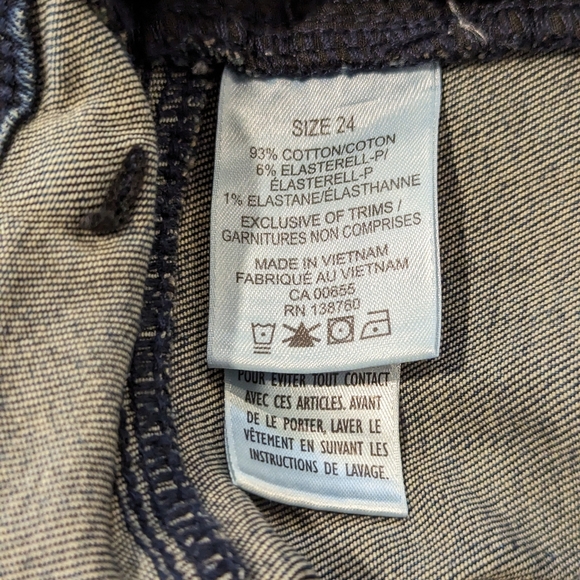 SIZE 24
93% COTTON/COTON
6% ELASTERELL-P/
ÉLASTERELL-P
1% ELASTANE/ÉLASTHANNE
EXCLUSIVE OF TRIMS/
GARNITURES NON COMPRISES
MADE IN VIETNAM
FABRIQUÉ AU VIETNAM
CA 00655
RN 138760
POUR ÉVITER TOUT CONTACT
AVEC CES ARTICLES. AVANT
DE LE PORTER, LAVER LE
VÊTEMENT EN SUIVANT LES
INSTRUCTIONS DE LAVAGE.